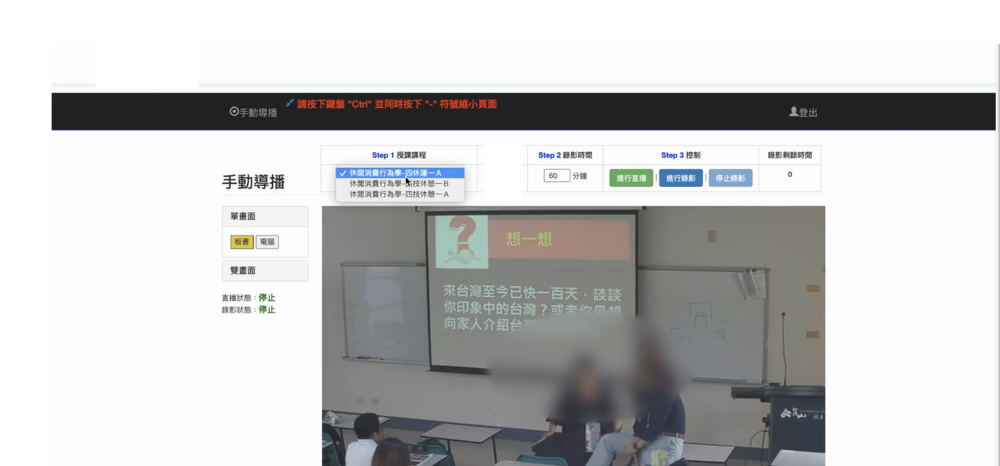 手動導播
請按下鍵盤 "Ctrl" 並同時按下 "-" 符號縮小頁面
登出
手動導播
Step 1 授課課程
Step 2 錄影時間
Step 3 控制
錄影剩餘時間
✓ 休閒消費行為學-四休運一A
休閒消費行為學-四技休憩一B
休閒消費行為學-四技休憩一A
60 分鐘
進行直播 | 進行錄影 | 停止錄影
0
單畫面
板書 電腦
雙畫面
直播狀態：停止
錄影狀態：停止
想一想
來台灣至今已快一百天，談談
你印象中的台灣？或者你最想
向家人介紹台灣
崑山